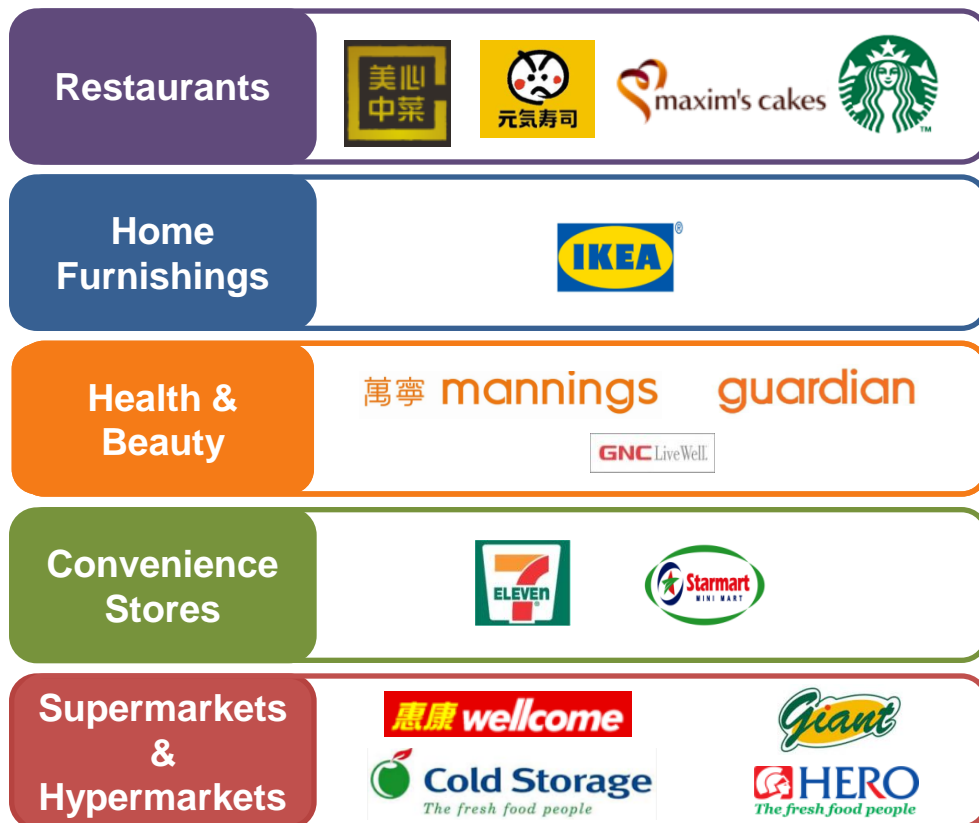 Restaurants
美心
中菜
元気寿司
maxim's cakes
TM
Home
Furnishings
IKEA ®
Health &
Beauty
萬寧 mannings
guardian
GNC LiveWell.
Convenience
Stores
7
ELEVEn
®
Starmart
MINI MART
Supermarkets
&
Hypermarkets
惠康 wellcome
Giant
Cold Storage
The fresh food people
HERO
The fresh food people